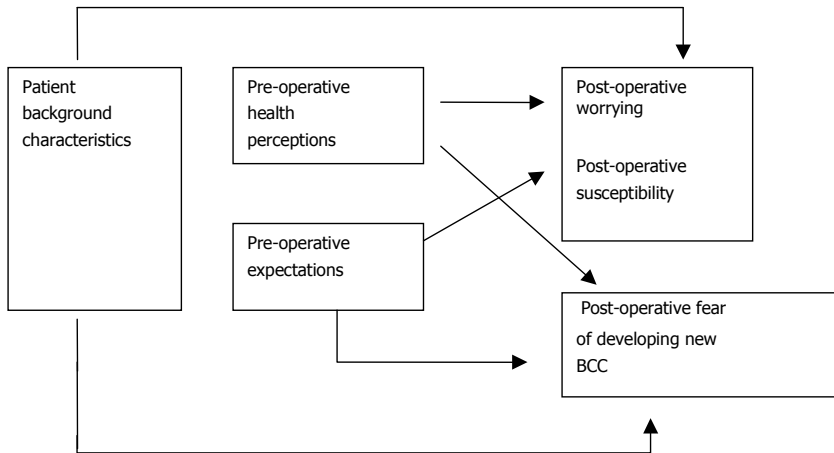 Patient
background
characteristics
Pre-operative
health
perceptions
Pre-operative
expectations
Post-operative
worrying
Post-operative
susceptibility
Post-operative fear
of developing new
BCC